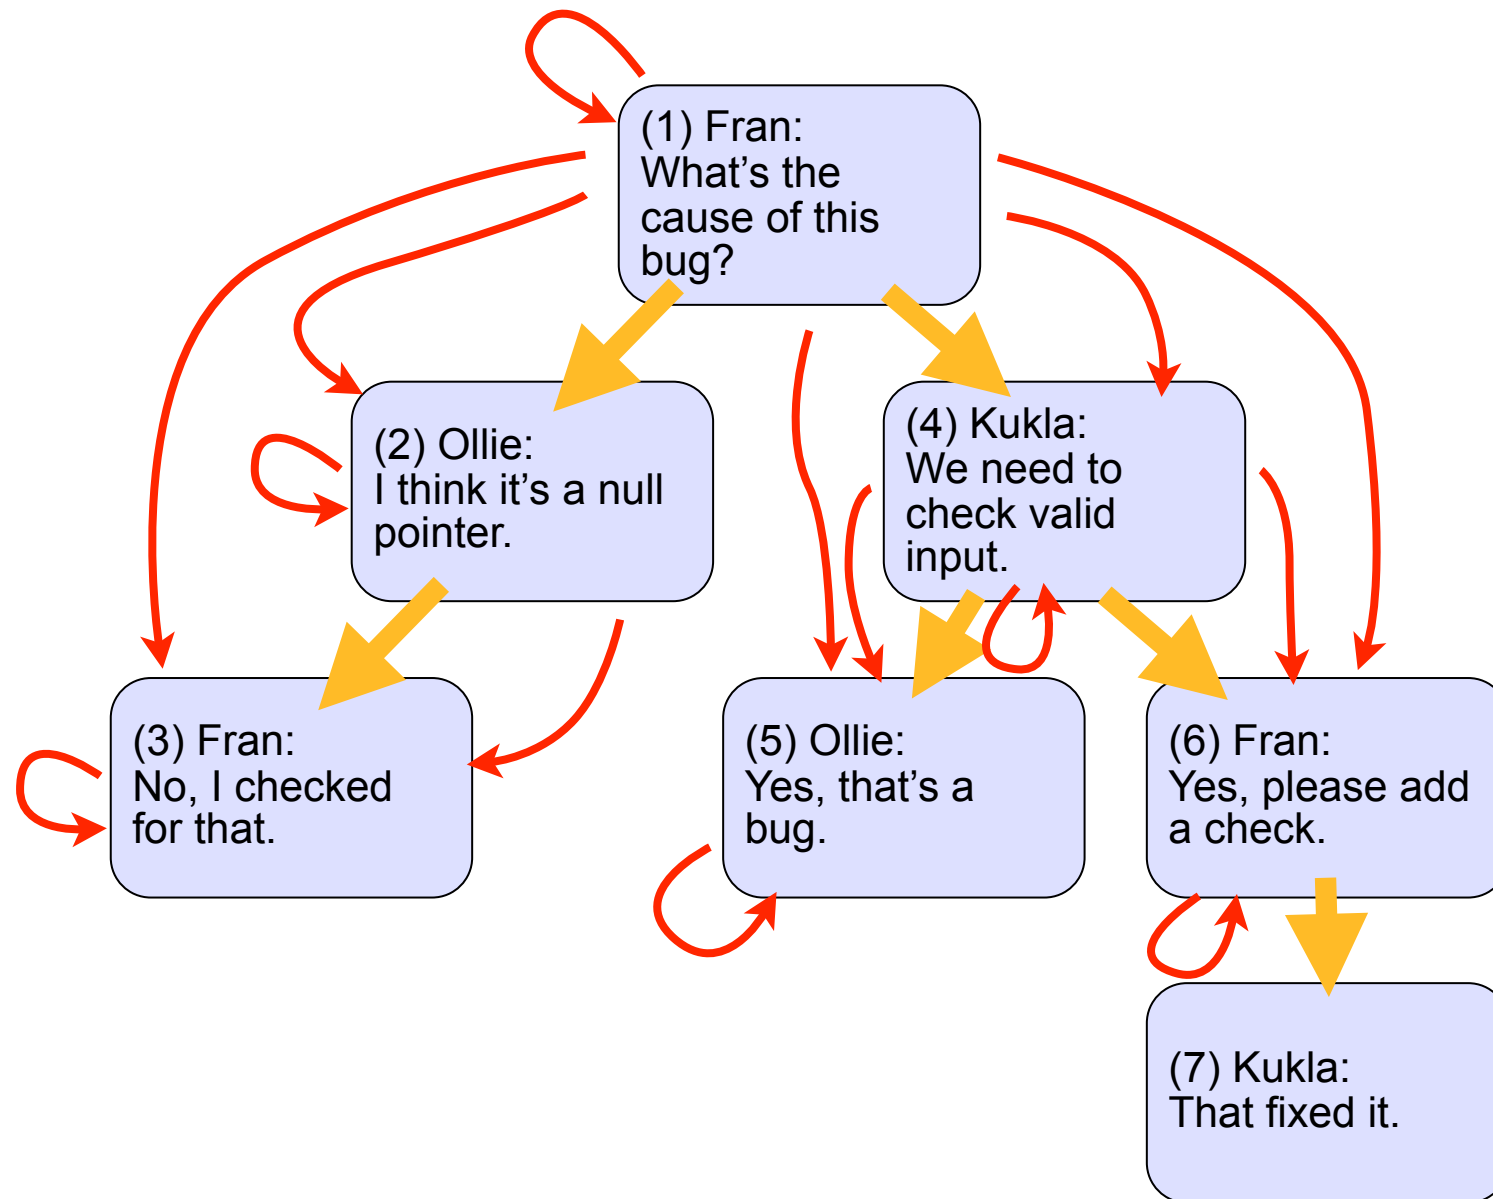 (1) Fran:
What's the
cause of this
bug?
(2) Ollie:
I think it's a null
pointer.
(4) Kukla:
We need to
check valid
input.
(3) Fran:
No, I checked
for that.
(5) Ollie:
Yes, that's a
bug.
(6) Fran:
Yes, please add
a check.
(7) Kukla:
That fixed it.